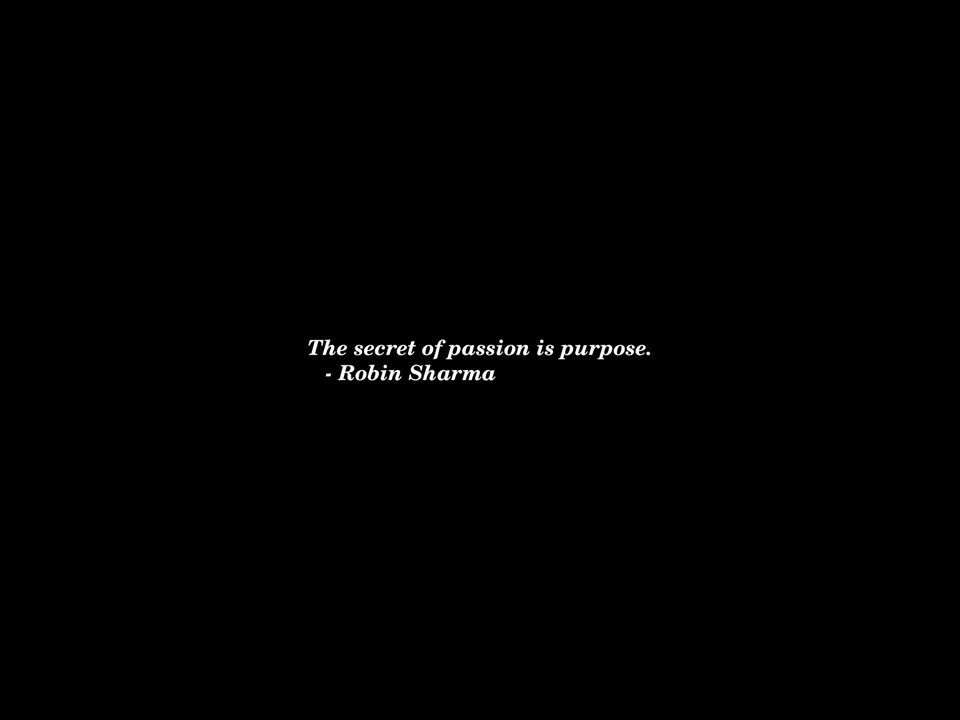 The secret of passion is purpose.
- Robin Sharma